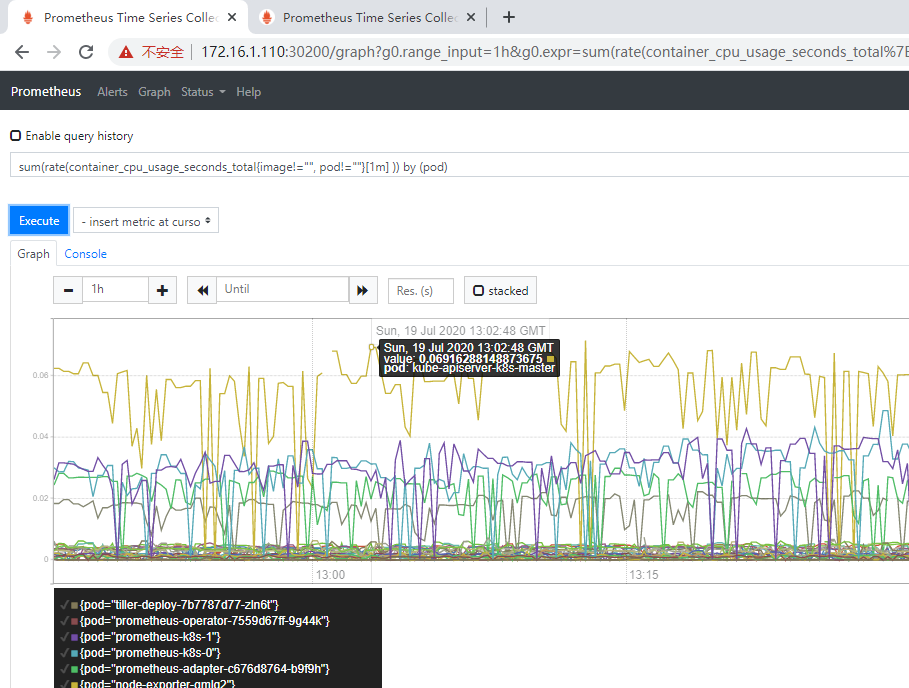 Prometheus Time Series Collec
Prometheus Time Series Collec
不安全 172.16.1.110:30200/graph?g0.range_input=1h&g0.expr=sum(rate(container_cpu_usage_seconds_total%7E
Prometheus Alerts Graph Status Help
Enable query history
sum(rate(container_cpu_usage_seconds_total{image!="", pod!=""}[1m] )) by (pod)
Execute - insert metric at curso
Graph Console
1h Until Res. (s) stacked
Sun, 19 Jul 2020 13:02:48 GMT
Sun, 19 Jul 2020 13:02:48 GMT
value: 0.06916288148873675
pod: kube-apiserver-k8s-master
0.06
0.04
0.02
0
13:00 13:15
{pod="tiller-deploy-7b7787d77-zln6t"}
{pod="prometheus-operator-7559d67ff-9g44k"}
{pod="prometheus-k8s-1"}
{pod="prometheus-k8s-0"}
{pod="prometheus-adapter-c676d8764-b9f9h"}
{pod="node-exporter-gmlg2"}